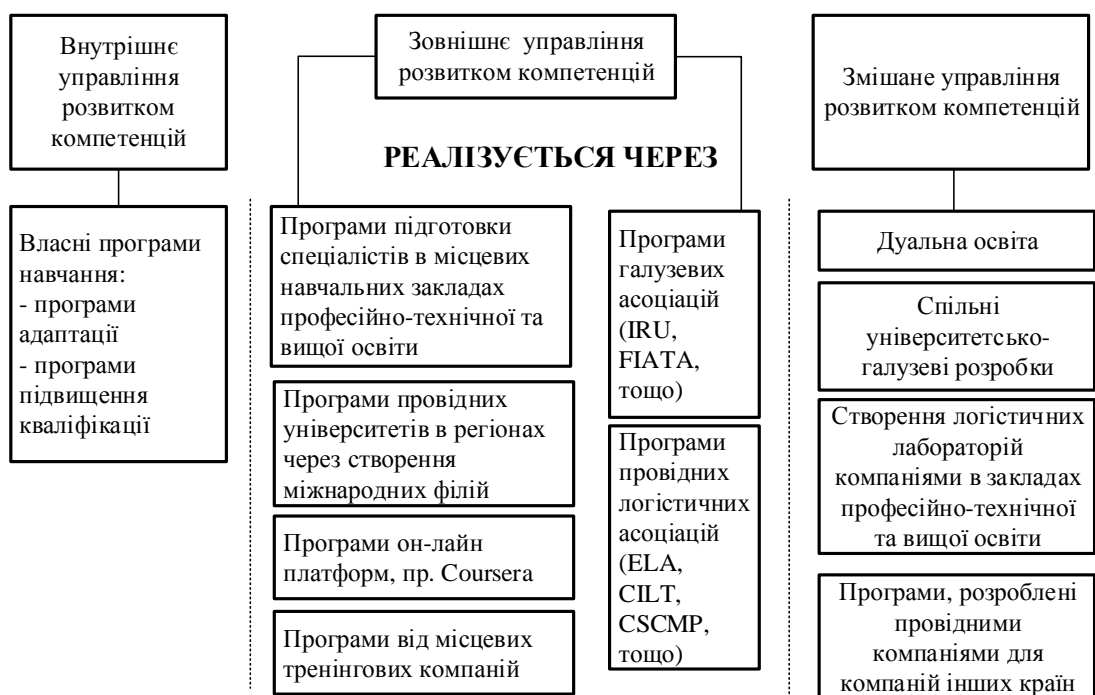 Внутрішнє
управління
розвитком
компетенцій
Зовнішнє управління
розвитком компетенцій
Змішане управління
розвитком компетенцій
РЕАЛІЗУЄТЬСЯ ЧЕРЕЗ
Власні програми
навчання:
- програми
адаптації
- програми
підвищення
кваліфікації
Програми підготовки
спеціалістів в місцевих
навчальних закладах
професійно-технічної та
вищої освіти
Програми провідних
університетів в регіонах
через створення
міжнародних філій
Програми он-лайн
платформ, пр. Coursera
Програми від місцевих
тренінгових компаній
Програми
галузевих
асоціацій
(IRU,
FIATA,
тощо)
Програми
провідних
логістичних
асоціацій
(ELA,
CILT,
CSCMP,
тощо)
Дуальна освіта
Спільні
університетсько-
галузеві розробки
Створення логістичних
лабораторій
компаніями в закладах
професійно-технічної
та вищої освіти
Програми, розроблені
провідними
компаніями для
компаній інших країн